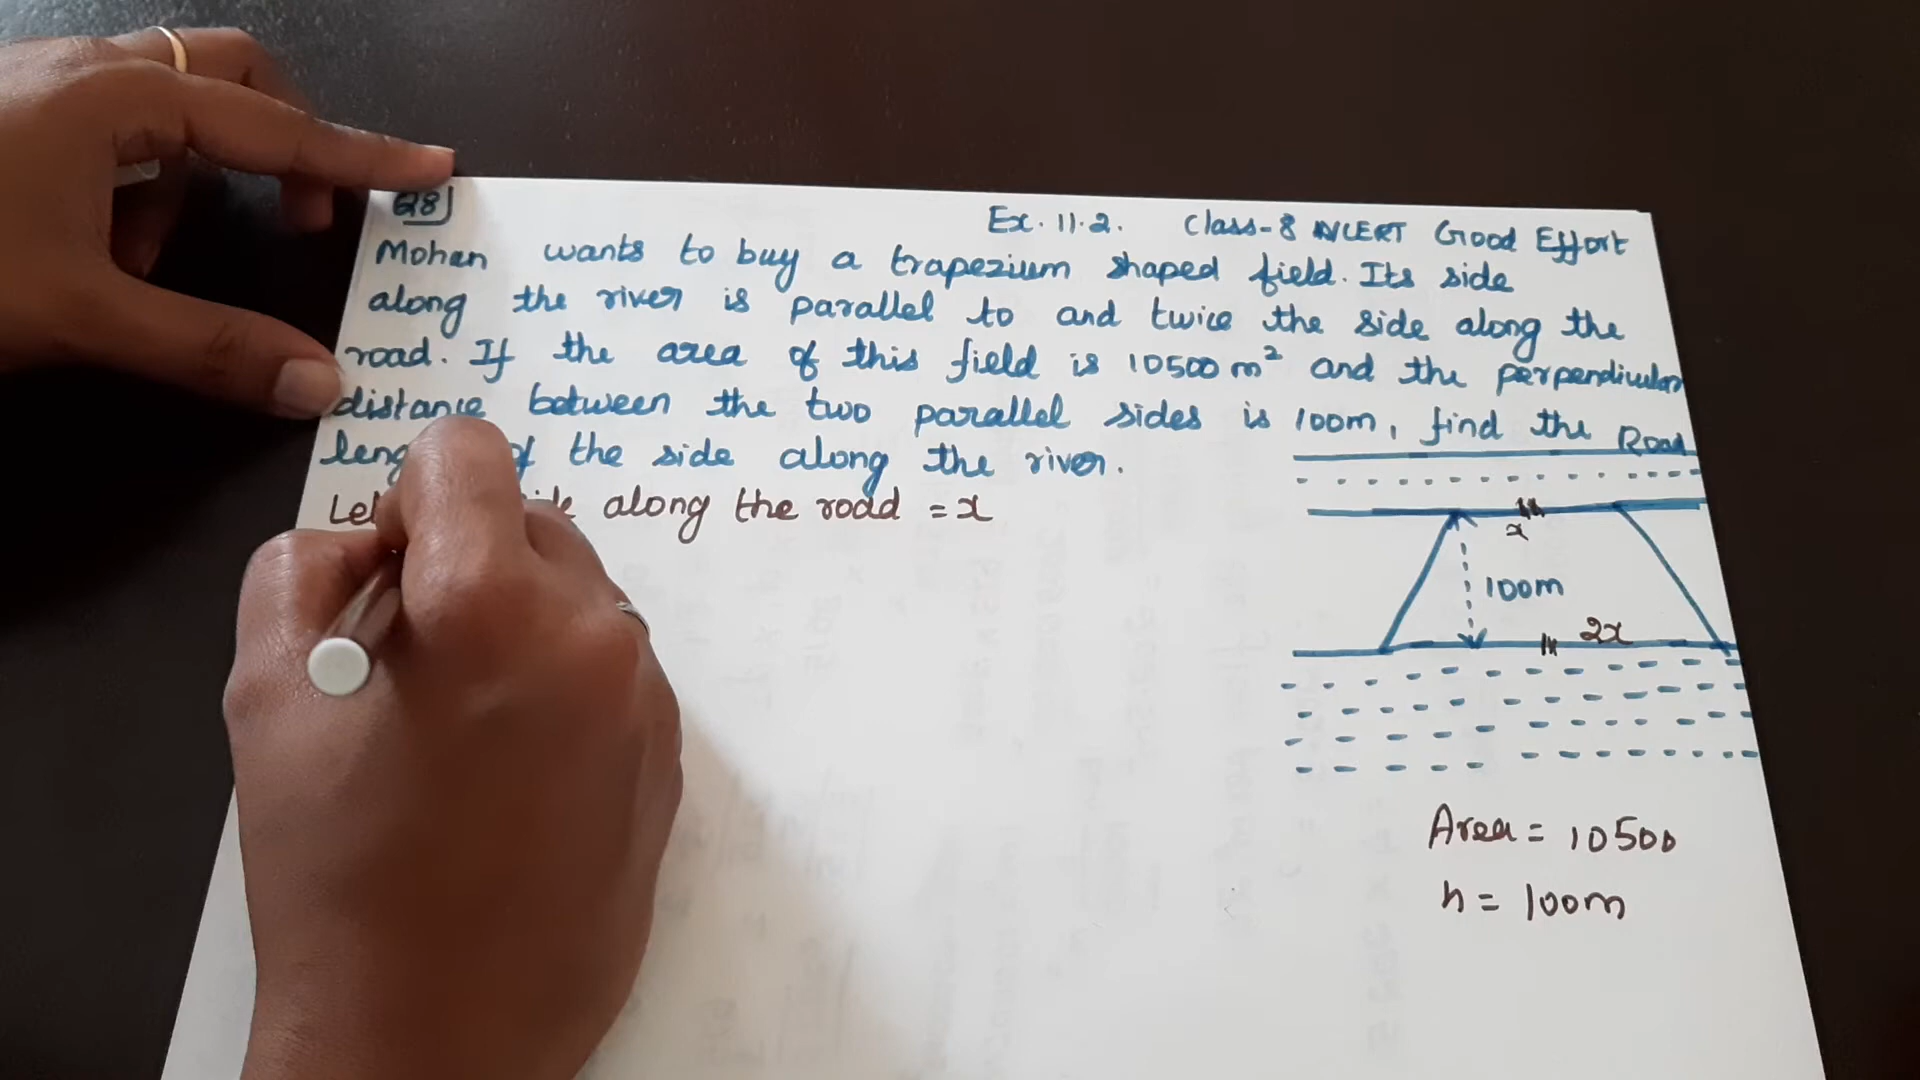 Q8
Ex. 11.2. Class-8 NCERT Good Effort
Mohan wants to buy a trapezium shaped field. Its side
along the river is parallel to and twice the side along the
road. If the area of this field is 10500 m² and the perpendicular
distance between the two parallel sides is 100m, find the
of the side along the river.
along the road = x
Road
x
100m
2x
Area = 10500
h = 100m